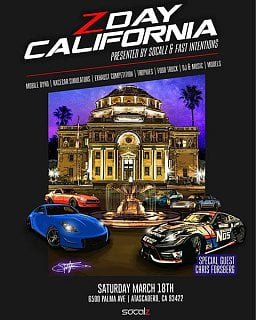 Z DAY
CALIFORNIA
PRESENTED BY SOCALZ & FAST INTENTIONS
MOBILE DYNO | RACECAR SIMULATORS | EXHAUST COMPETITION | TROPHIES | FOOD TRUCK | DJ & MUSIC | MODELS
SPECIAL GUEST
CHRIS FORSBERG
SATURDAY MARCH 18TH
6500 PALMA AVE | ATASCADERO, CA 93422
socalz